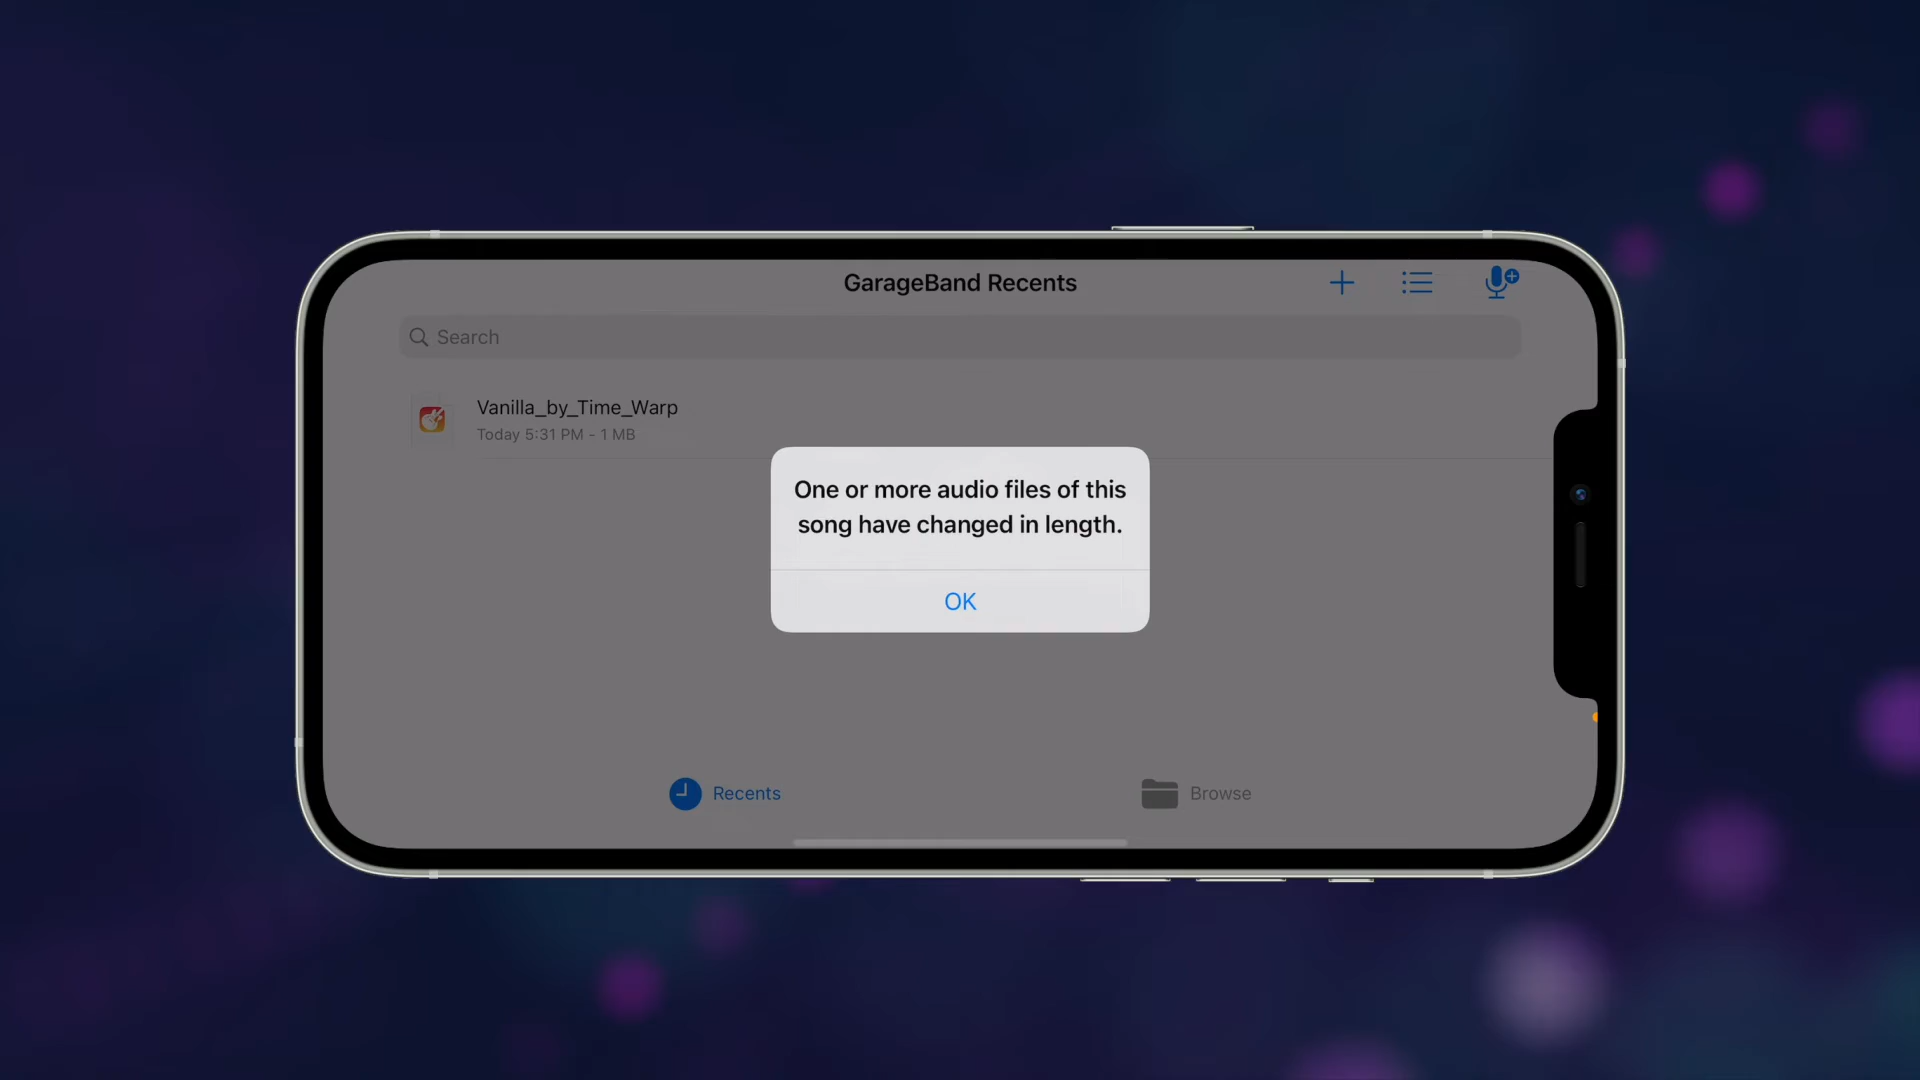 GarageBand Recents
Search
Vanilla_by_Time_Warp
Today 5:31 PM - 1 MB
One or more audio files of this
song have changed in length.
OK
Recents
Browse